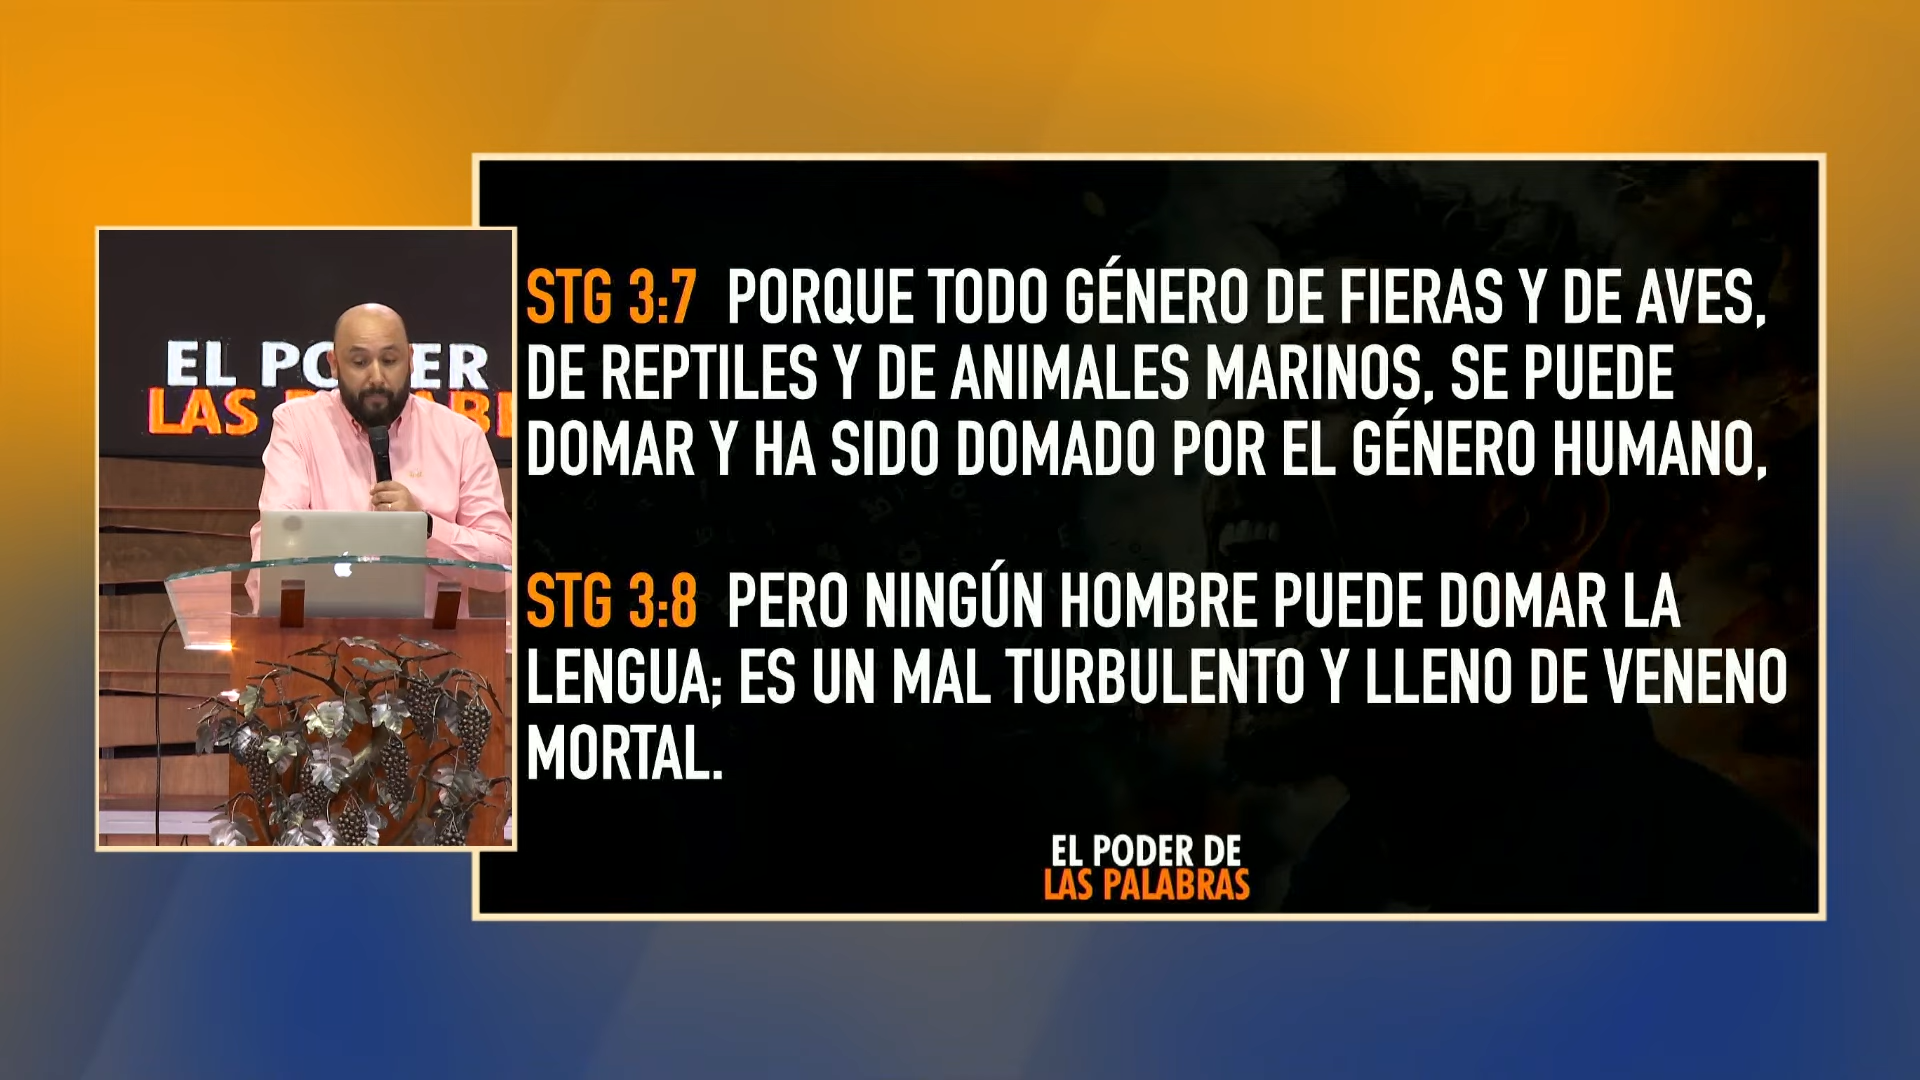 EL PODER
LAS PALAB
STG 3:7 PORQUE TODO GÉNERO DE FIERAS Y DE AVES,
DE REPTILES Y DE ANIMALES MARINOS, SE PUEDE
DOMAR Y HA SIDO DOMADO POR EL GÉNERO HUMANO,
STG 3:8 PERO NINGÚN HOMBRE PUEDE DOMAR LA
LENGUA; ES UN MAL TURBULENTO Y LLENO DE VENENO
MORTAL.
EL PODER DE
LAS PALABRAS